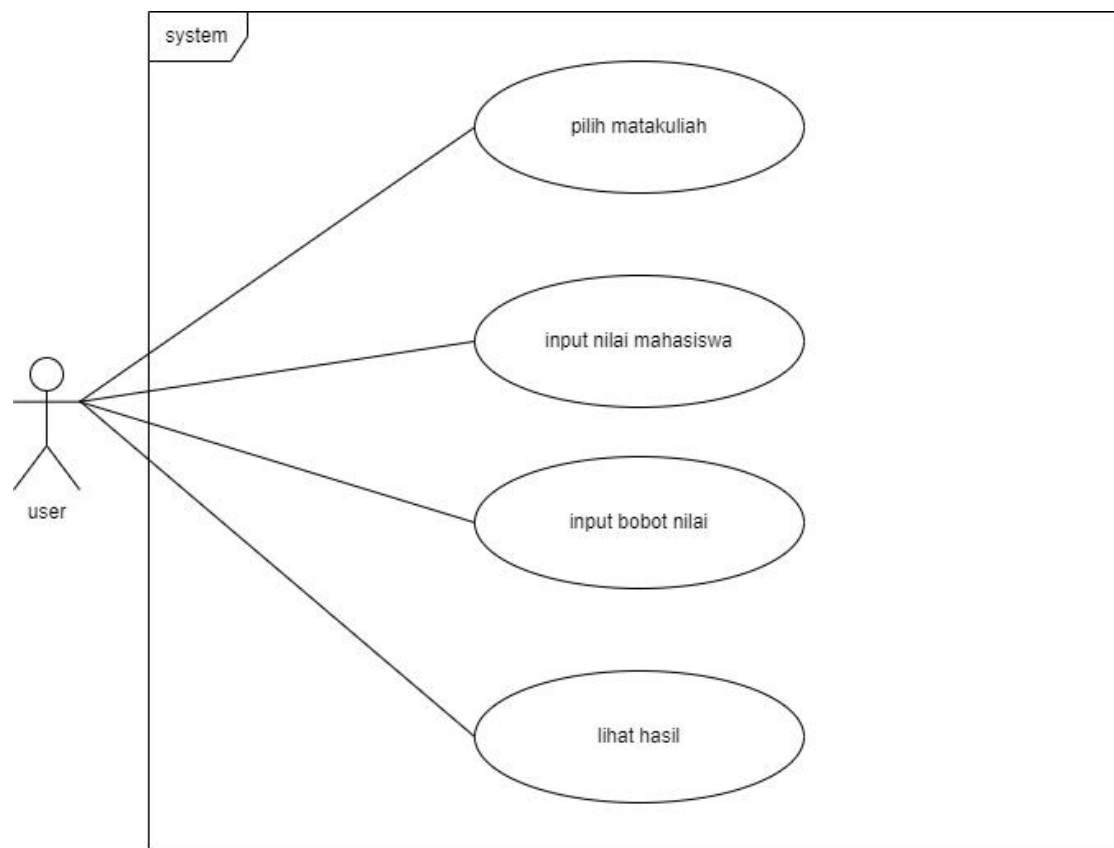 system
pilih matakuliah
input nilai mahasiswa
user
input bobot nilai
lihat hasil